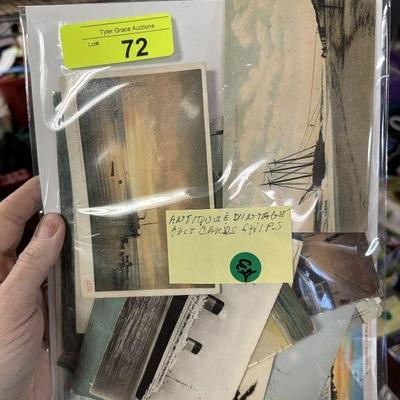 Tyler Grace Auctions
Lot# 72
ANTIQUE & VINTAGE
POST CARDS SHIPS